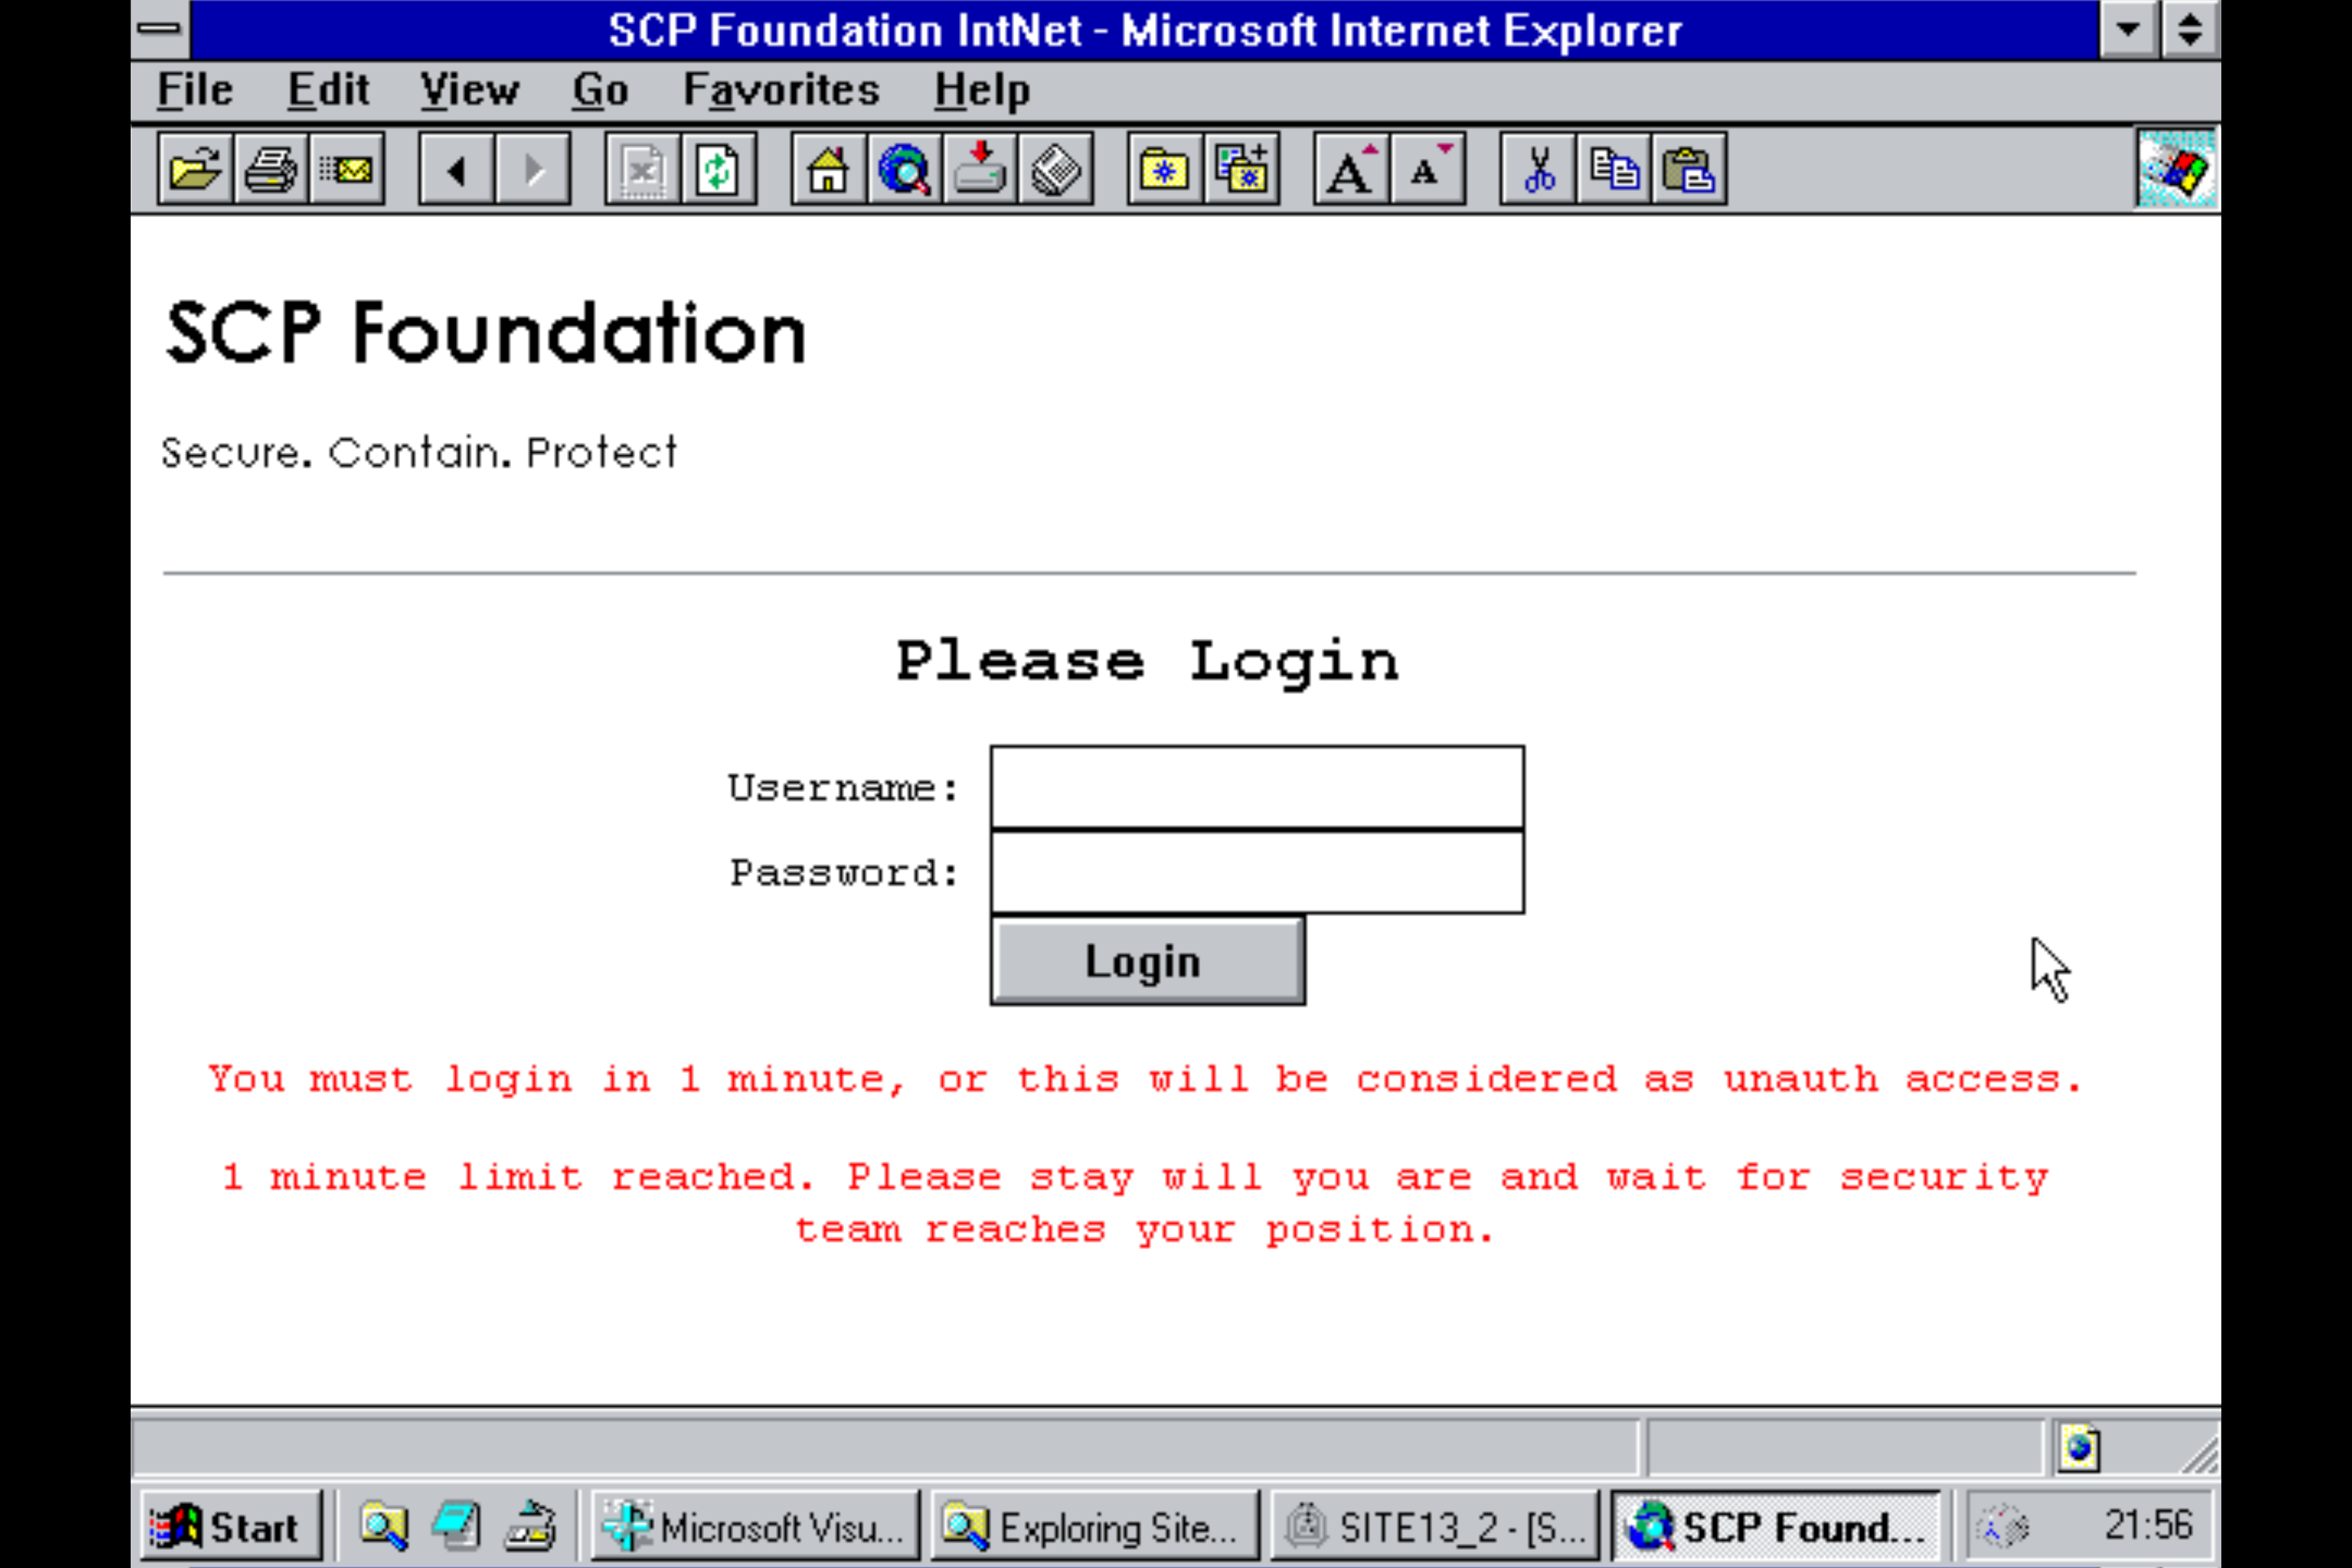 SCP Foundation IntNet - Microsoft Internet Explorer
File Edit View Go Favorites Help
SCP Foundation
Secure. Contain. Protect
Please Login
Username:
Password:
Login
You must login in 1 minute, or this will be considered as unauth access.
1 minute limit reached. Please stay will you are and wait for security
team reaches your position.
Start Microsoft Visu... Exploring Site... SITE13_2 - [S... SCP Found... 21:56